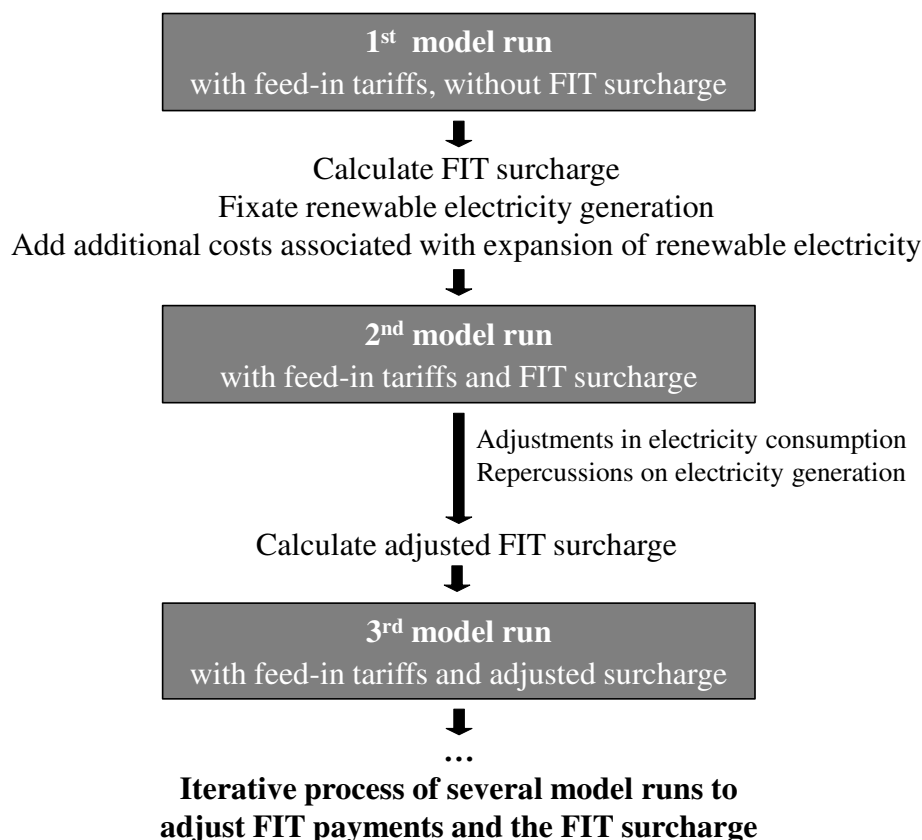 1st model run
with feed-in tariffs, without FIT surcharge
Calculate FIT surcharge
Fixate renewable electricity generation
Add additional costs associated with expansion of renewable electricity
2nd model run
with feed-in tariffs and FIT surcharge
Adjustments in electricity consumption
Repercussions on electricity generation
Calculate adjusted FIT surcharge
3rd model run
with feed-in tariffs and adjusted surcharge
…
Iterative process of several model runs to
adjust FIT payments and the FIT surcharge